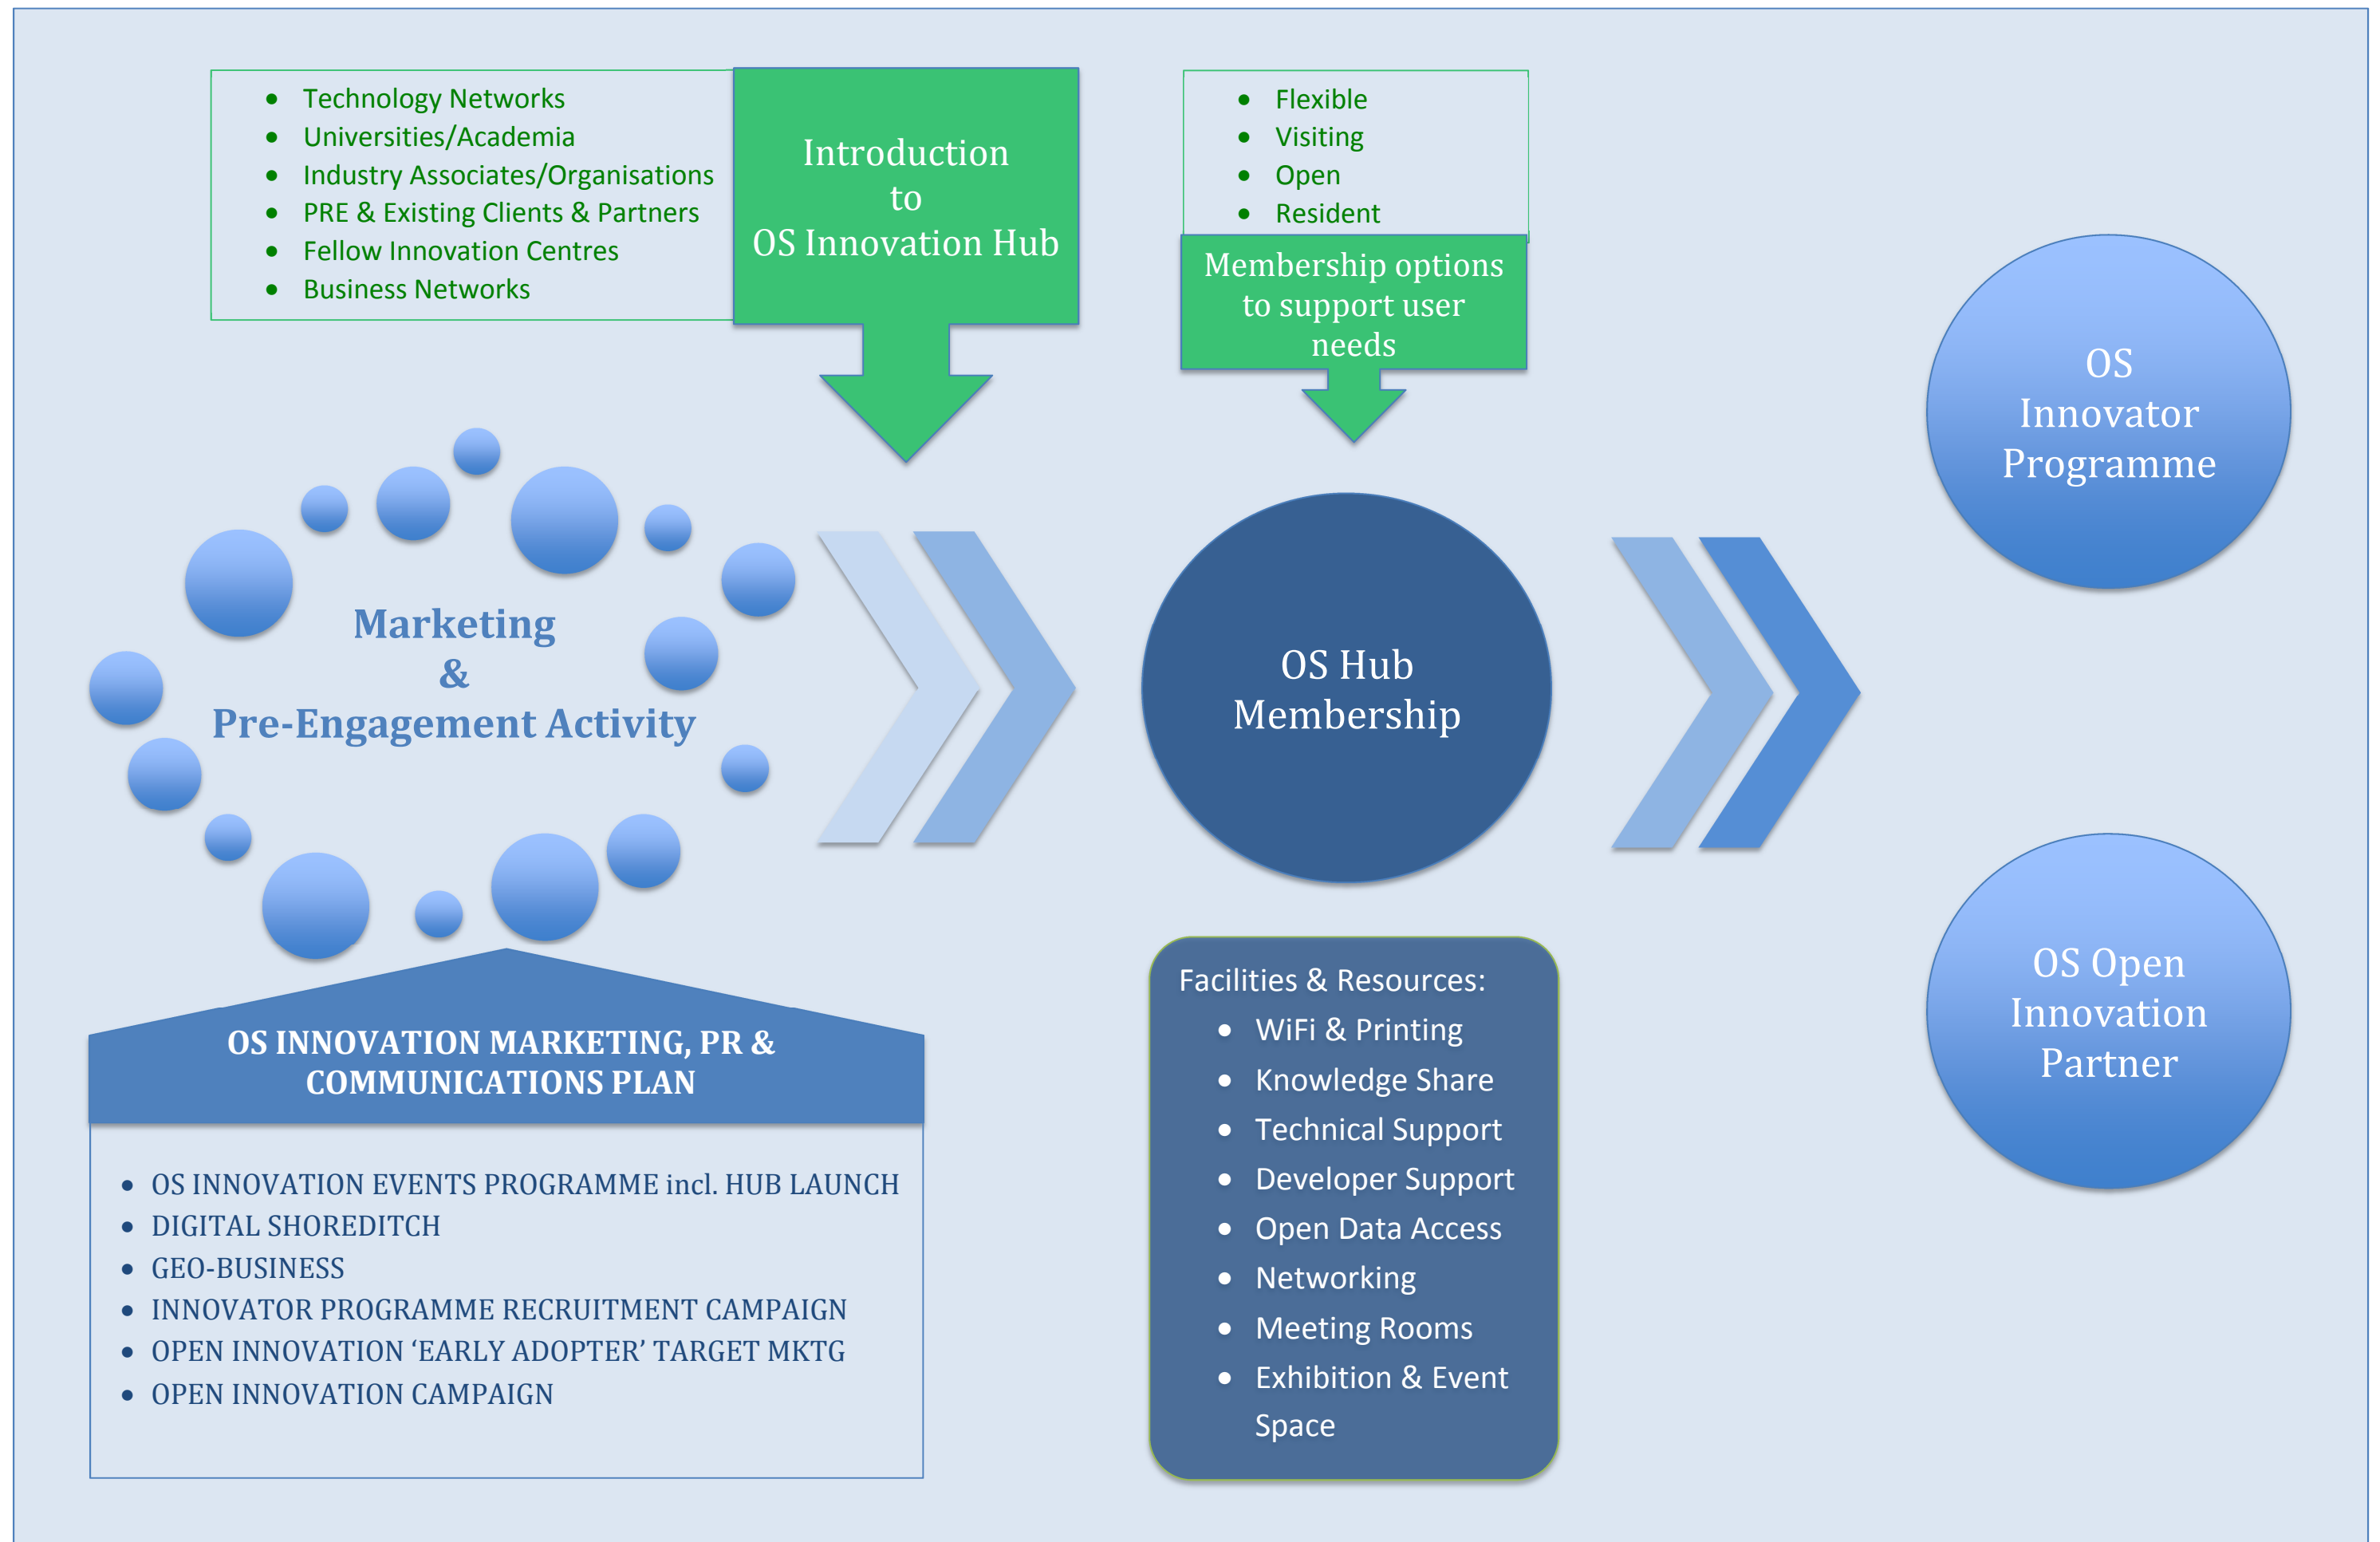 • Technology Networks
• Universities/Academia
• Industry Associates/Organisations
• PRE & Existing Clients & Partners
• Fellow Innovation Centres
• Business Networks
Introduction
to
OS Innovation Hub
• Flexible
• Visiting
• Open
• Resident
Membership options
to support user
needs
OS
Innovator
Programme
Marketing
&
Pre-Engagement Activity
OS Hub
Membership
OS Open
Innovation
Partner
OS INNOVATION MARKETING, PR &
COMMUNICATIONS PLAN
• OS INNOVATION EVENTS PROGRAMME incl. HUB LAUNCH
• DIGITAL SHOREDITCH
• GEO-BUSINESS
• INNOVATOR PROGRAMME RECRUITMENT CAMPAIGN
• OPEN INNOVATION ‘EARLY ADOPTER’ TARGET MKTG
• OPEN INNOVATION CAMPAIGN
Facilities & Resources:
• WiFi & Printing
• Knowledge Share
• Technical Support
• Developer Support
• Open Data Access
• Networking
• Meeting Rooms
• Exhibition & Event
Space